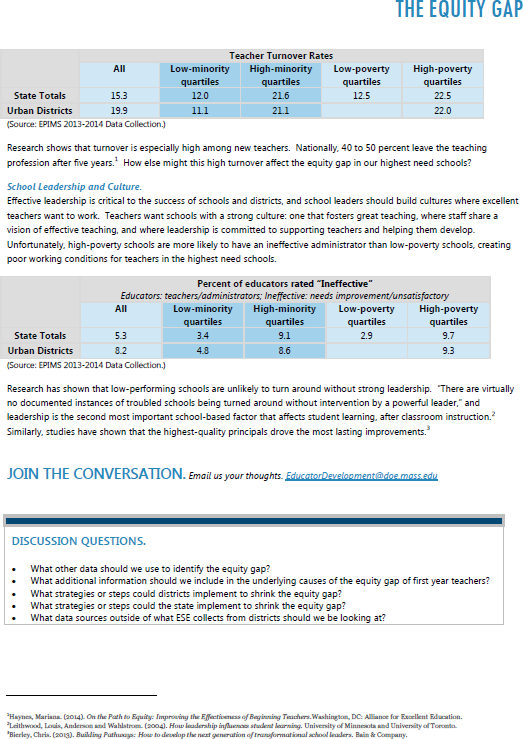 THE EQUITY GAP
Teacher Turnover Rates
All Low-minority quartiles High-minority quartiles Low-poverty quartiles High-poverty quartiles
State Totals 15.3 12.0 21.6 12.5 22.5
Urban Districts 19.9 11.1 21.1 22.0
(Source: EPIMS 2013-2014 Data Collection.)
Research shows that turnover is especially high among new teachers. Nationally, 40 to 50 percent leave the teaching
profession after five years.¹ How else might this high turnover affect the equity gap in our highest need schools?
School Leadership and Culture.
Effective leadership is critical to the success of schools and districts, and school leaders should build cultures where excellent
teachers want to work. Teachers want schools with a strong culture: one that fosters great teaching, where staff share a
vision of effective teaching, and where leadership is committed to supporting teachers and helping them develop.
Unfortunately, high-poverty schools are more likely to have an ineffective administrator than low-poverty schools, creating
poor working conditions for teachers in the highest need schools.
Percent of educators rated "Ineffective"
Educators: teachers/administrators; Ineffective: needs improvement/unsatisfactory
All Low-minority quartiles High-minority quartiles Low-poverty quartiles High-poverty quartiles
State Totals 5.3 3.4 9.1 2.9 9.7
Urban Districts 8.2 4.8 8.6 9.3
(Source: EPIMS 2013-2014 Data Collection.)
Research has shown that low-performing schools are unlikely to turn around without strong leadership. "There are virtually
no documented instances of troubled schools being turned around without intervention by a powerful leader," and
leadership is the second most important school-based factor that affects student learning, after classroom instruction.²
Similarly, studies have shown that the highest-quality principals drove the most lasting improvements.³
JOIN THE CONVERSATION. Email us your thoughts. EducatorDevelopment@doe.mass.edu
DISCUSSION QUESTIONS.
• What other data should we use to identify the equity gap?
• What additional information should we include in the underlying causes of the equity gap of first year teachers?
• What strategies or steps could districts implement to shrink the equity gap?
• What strategies or steps could the state implement to shrink the equity gap?
• What data sources outside of what ESE collects from districts should we be looking at?
¹Haynes, Mariana. (2014). On the Path to Equity: Improving the Effectiveness of Beginning Teachers.Washington, DC: Alliance for Excellent Education.
²Leithwood, Louis, Anderson and Wahlstrom. (2004). How leadership influences student learning. University of Minnesota and University of Toronto.
³Bierley, Chris. (2013). Building Pathways: How to develop the next generation of transformational school leaders. Bain & Company.